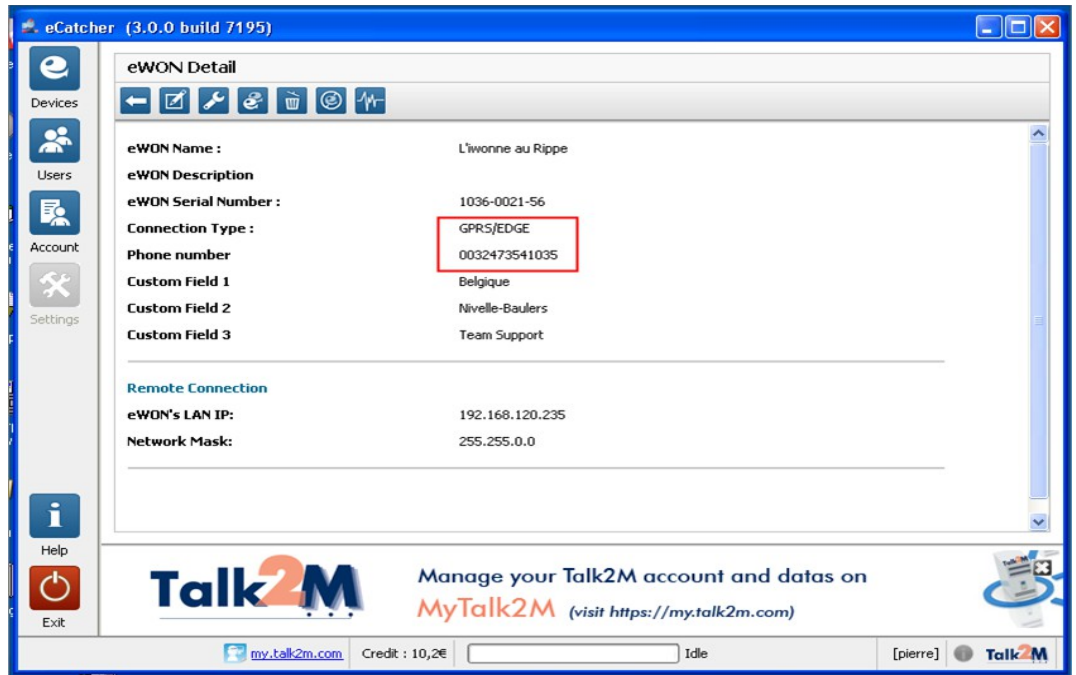 eCatcher (3.0.0 build 7195)
Devices
Users
Account
Settings
Help
Exit
eWON Detail
eWON Name : L'iwonne au Rippe
eWON Description
eWON Serial Number : 1036-0021-56
Connection Type : GPRS/EDGE
Phone number 0032473541035
Custom Field 1 Belgique
Custom Field 2 Nivelle-Baulers
Custom Field 3 Team Support
Remote Connection
eWON's LAN IP: 192.168.120.235
Network Mask: 255.255.0.0
Talk2M
Manage your Talk2M account and datas on
MyTalk2M (visit https://my.talk2m.com)
my.talk2m.com Credit : 10,2€ Idle [pierre] Talk2M